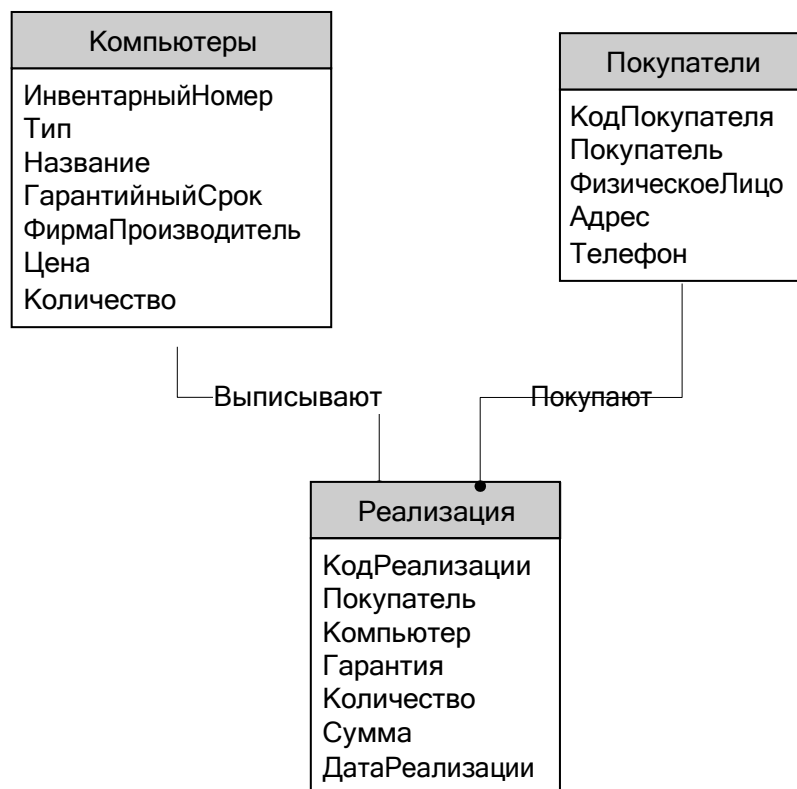 Компьютеры
ИнвентарныйНомер
Тип
Название
ГарантийныйСрок
ФирмаПроизводитель
Цена
Количество
Покупатели
КодПокупателя
Покупатель
ФизическоеЛицо
Адрес
Телефон
Выписывают
Покупают
Реализация
КодРеализации
Покупатель
Компьютер
Гарантия
Количество
Сумма
ДатаРеализации